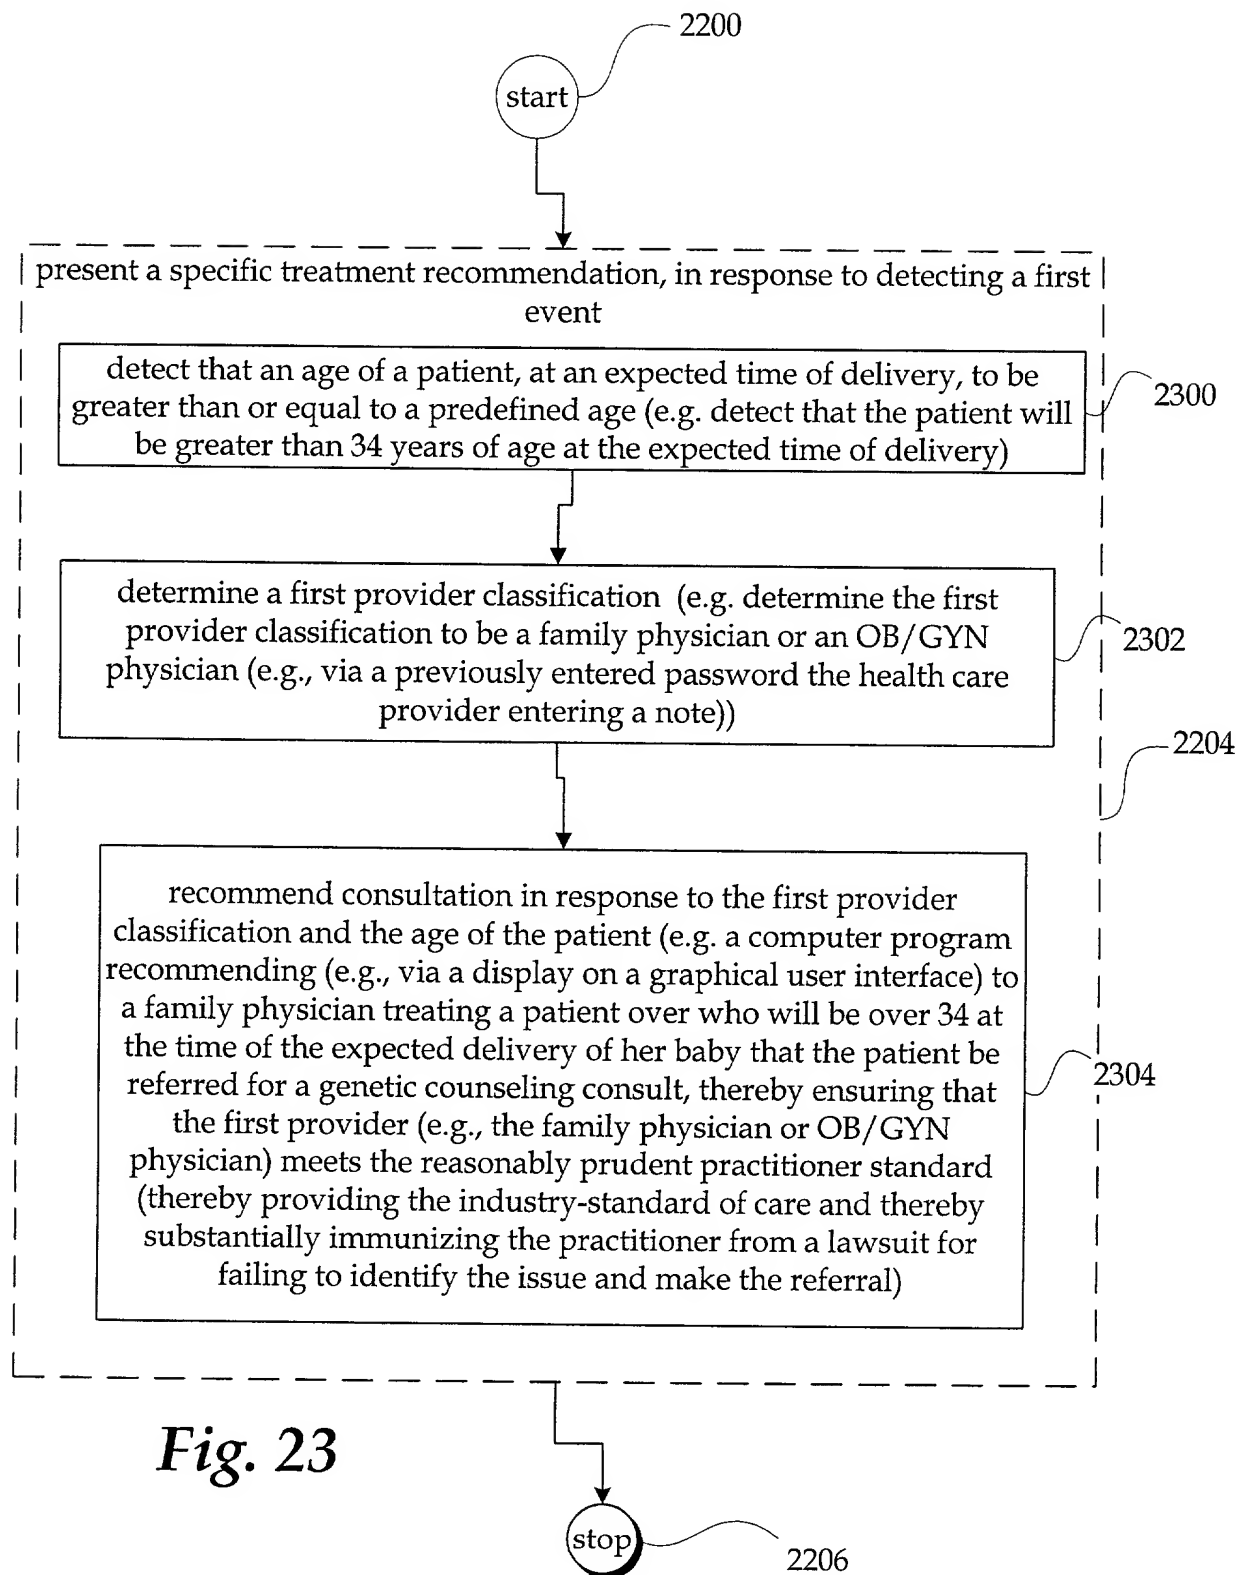 2200
start
present a specific treatment recommendation, in response to detecting a first
event
detect that an age of a patient, at an expected time of delivery, to be
greater than or equal to a predefined age (e.g. detect that the patient will
be greater than 34 years of age at the expected time of delivery)
2300
determine a first provider classification (e.g. determine the first
provider classification to be a family physician or an OB/GYN
physician (e.g., via a previously entered password the health care
provider entering a note))
2302
2204
recommend consultation in response to the first provider
classification and the age of the patient (e.g. a computer program
recommending (e.g., via a display on a graphical user interface) to
a family physician treating a patient over who will be over 34 at
the time of the expected delivery of her baby that the patient be
referred for a genetic counseling consult, thereby ensuring that
the first provider (e.g., the family physician or OB/GYN
physician) meets the reasonably prudent practitioner standard
(thereby providing the industry-standard of care and thereby
substantially immunizing the practitioner from a lawsuit for
failing to identify the issue and make the referral)
2304
Fig. 23
stop
2206